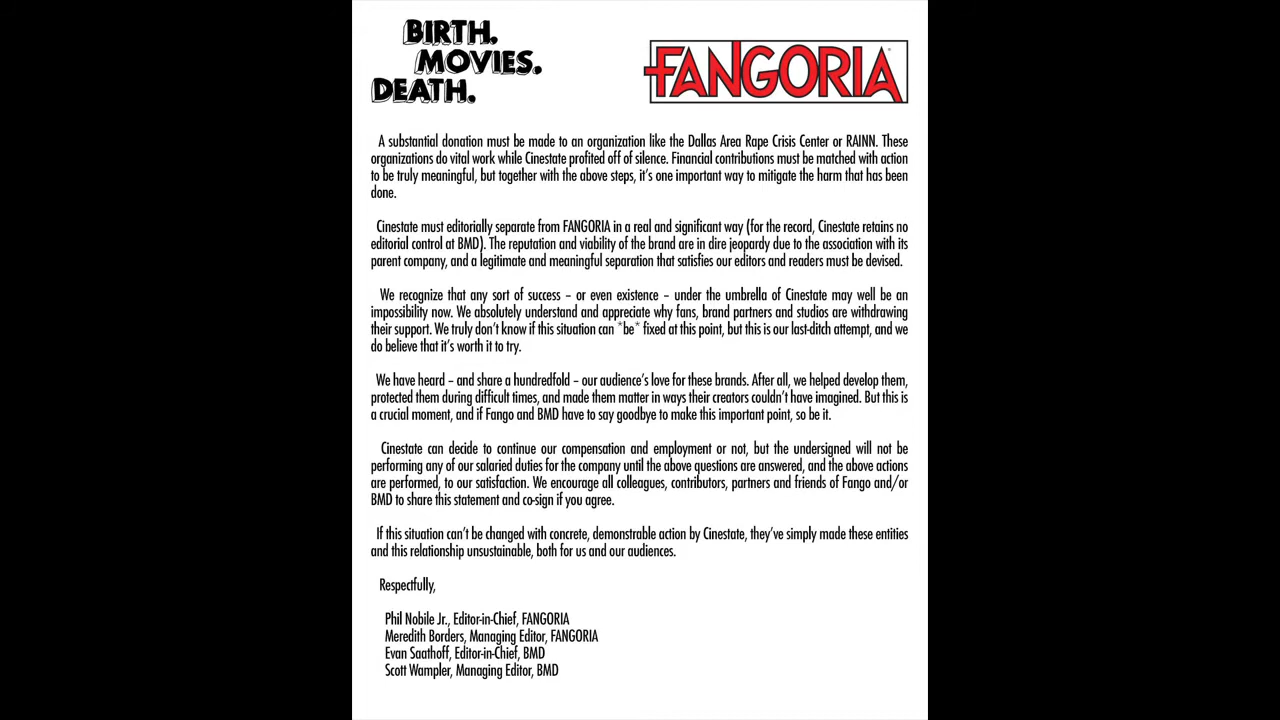 BIRTH.
MOVIES.
DEATH.
FANGORIA
A substantial donation must be made to an organization like the Dallas Area Rape Crisis Center or RAINN. These
organizations do vital work while Cinestate profited off of silence. Financial contributions must be matched with action
to be truly meaningful, but together with the above steps, it's one important way to mitigate the harm that has been
done.
Cinestate must editorially separate from FANGORIA in a real and significant way (for the record, Cinestate retains no
editorial control at BMD). The reputation and viability of the brand are in dire jeopardy due to the association with its
parent company, and a legitimate and meaningful separation that satisfies our editors and readers must be devised.
We recognize that any sort of success – or even existence – under the umbrella of Cinestate may well be an
impossibility now. We absolutely understand and appreciate why fans, brand partners and studios are withdrawing
their support. We truly don't know if this situation can *be* fixed at this point, but this is our last-ditch attempt, and we
do believe that it's worth it to try.
We have heard – and share a hundredfold – our audience's love for these brands. After all, we helped develop them,
protected them during difficult times, and made them matter in ways their creators couldn't have imagined. But this is
a crucial moment, and if Fango and BMD have to say goodbye to make this important point, so be it.
Cinestate can decide to continue our compensation and employment or not, but the undersigned will not be
performing any of our salaried duties for the company until the above questions are answered, and the above actions
are performed, to our satisfaction. We encourage all colleagues, contributors, partners and friends of Fango and/or
BMD to share this statement and co-sign if you agree.
If this situation can't be changed with concrete, demonstrable action by Cinestate, they've simply made these entities
and this relationship unsustainable, both for us and our audiences.
Respectfully,
Phil Nobile Jr., Editor-in-Chief, FANGORIA
Meredith Borders, Managing Editor, FANGORIA
Evan Saathoff, Editor-in-Chief, BMD
Scott Wampler, Managing Editor, BMD